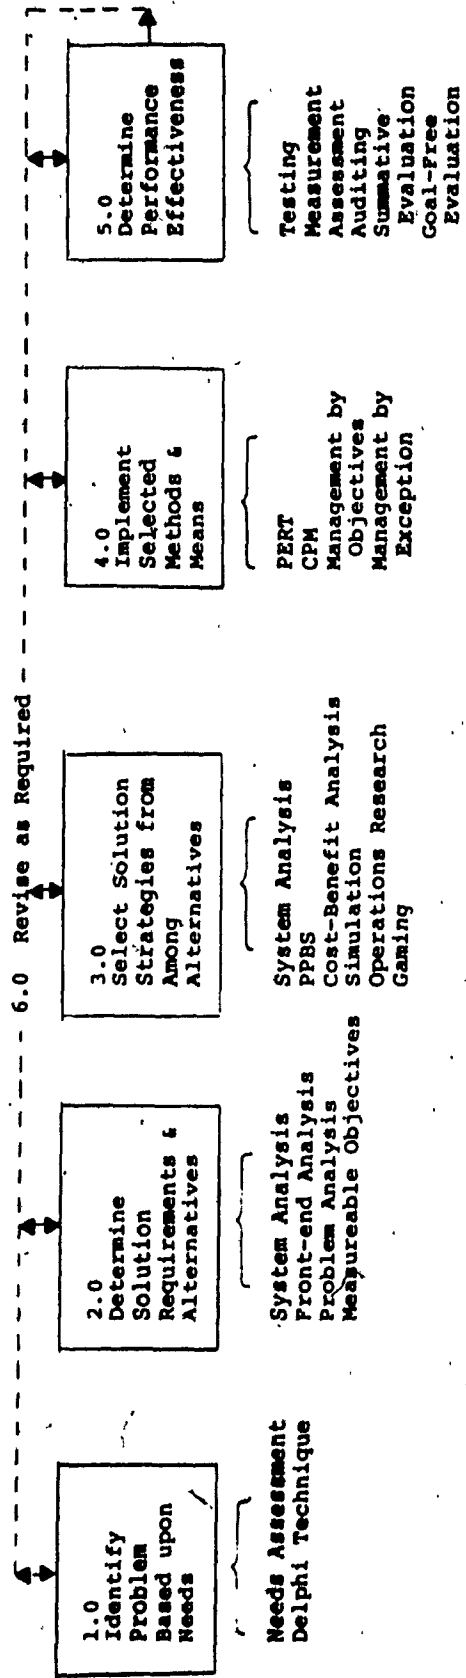 6.0 Revise as Required
1.0
Identify
Problem
Based upon
Needs
Needs Assessment
Delphi Technique
2.0
Determine
Solution
Requirements &
Alternatives
System Analysis
Front-end Analysis
Problem Analysis
Measureable Objectives
3.0
Select Solution
Strategies from
Among
Alternatives
System Analysis
PPBS
Cost-Benefit Analysis
Simulation
Operations Research
Gaming
4.0
Implement
Selected
Methods &
Means
PERT
CPM
Management by
Objectives
Management by
Exception
5.0
Determine
Performance
Effectiveness
Testing
Measurement
Assessment
Auditing
Summative
Evaluation
Goal-Free
Evaluation